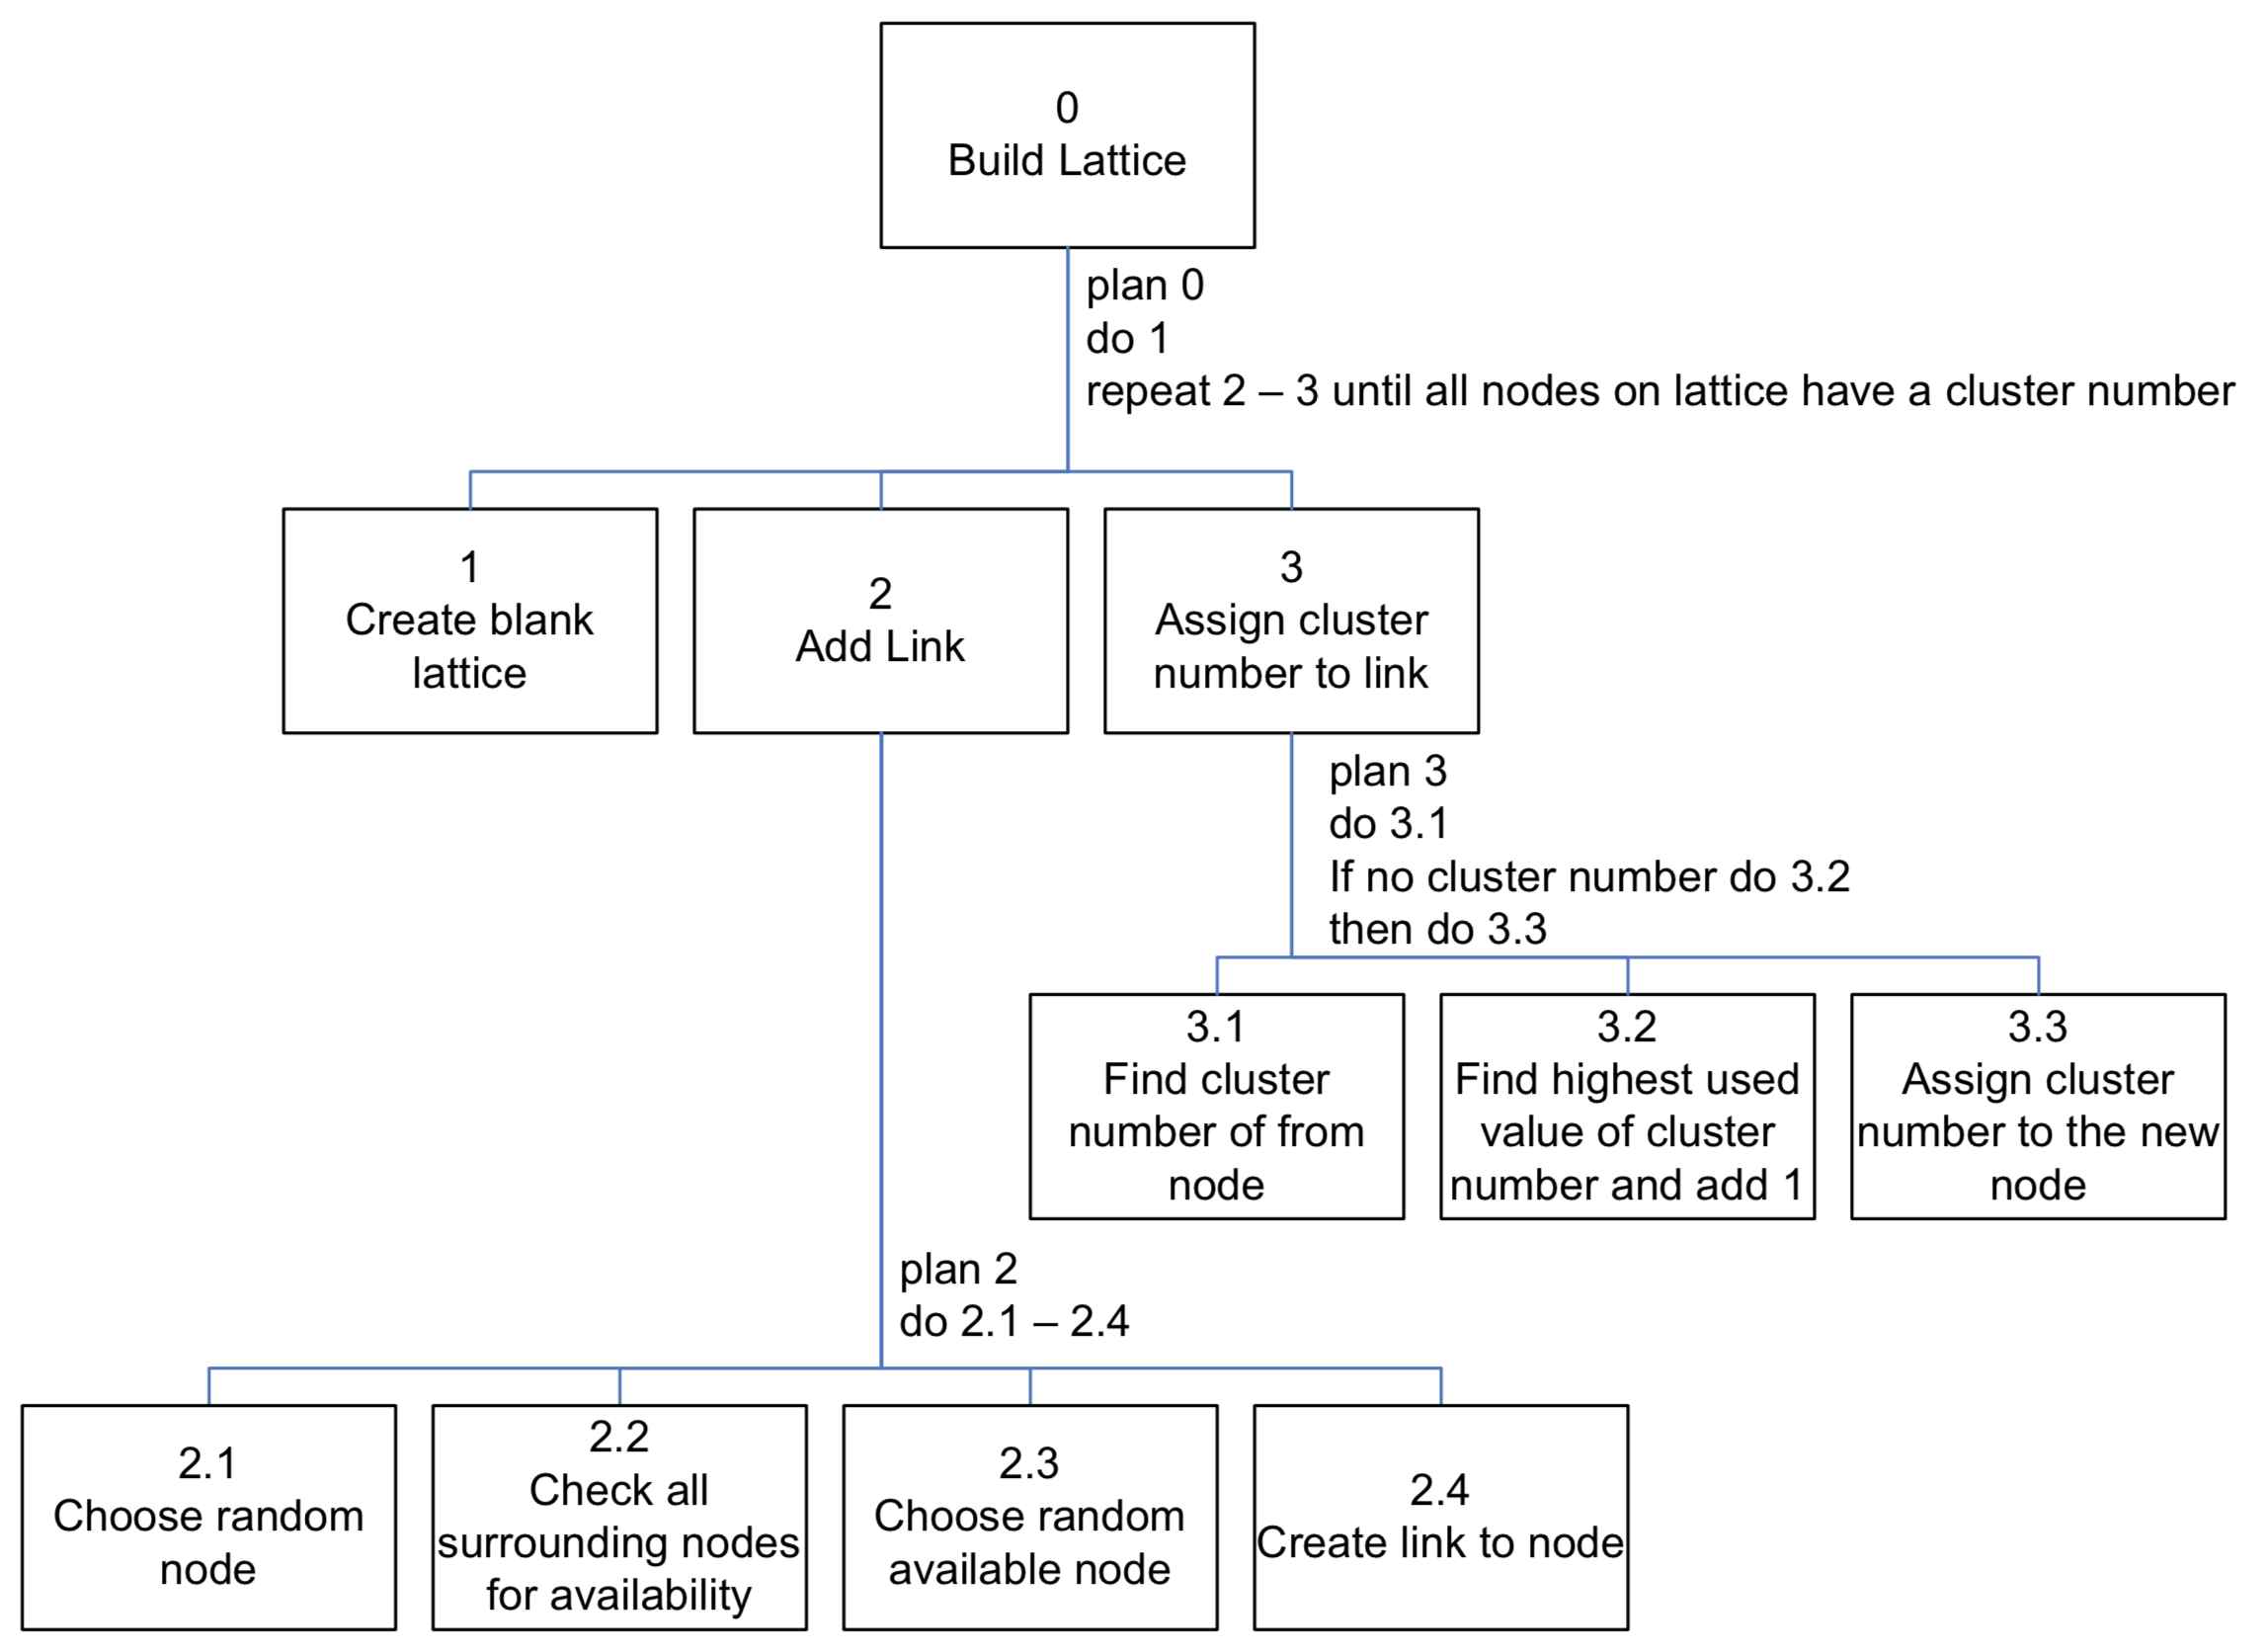 0
Build Lattice
plan 0
do 1
repeat 2 – 3 until all nodes on lattice have a cluster number
1
Create blank
lattice
2
Add Link
3
Assign cluster
number to link
plan 3
do 3.1
If no cluster number do 3.2
then do 3.3
3.1
Find cluster
number of from
node
3.2
Find highest used
value of cluster
number and add 1
3.3
Assign cluster
number to the new
node
plan 2
do 2.1 – 2.4
2.1
Choose random
node
2.2
Check all
surrounding nodes
for availability
2.3
Choose random
available node
2.4
Create link to node